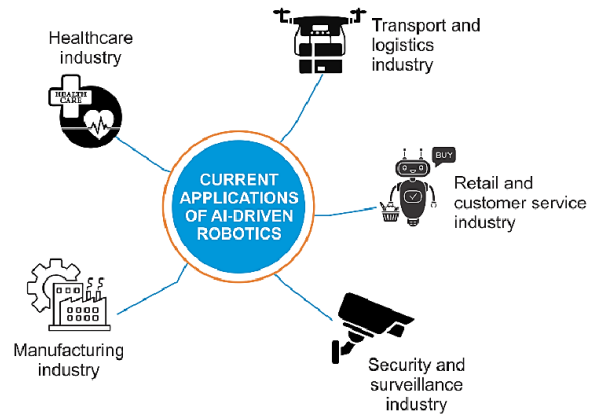 Healthcare
industry
HEALTH
CARE
Transport and
logistics
industry
CURRENT
APPLICATIONS
OF AI-DRIVEN
ROBOTICS
BUY
Retail and
customer service
industry
Manufacturing
industry
Security and
surveillance
industry